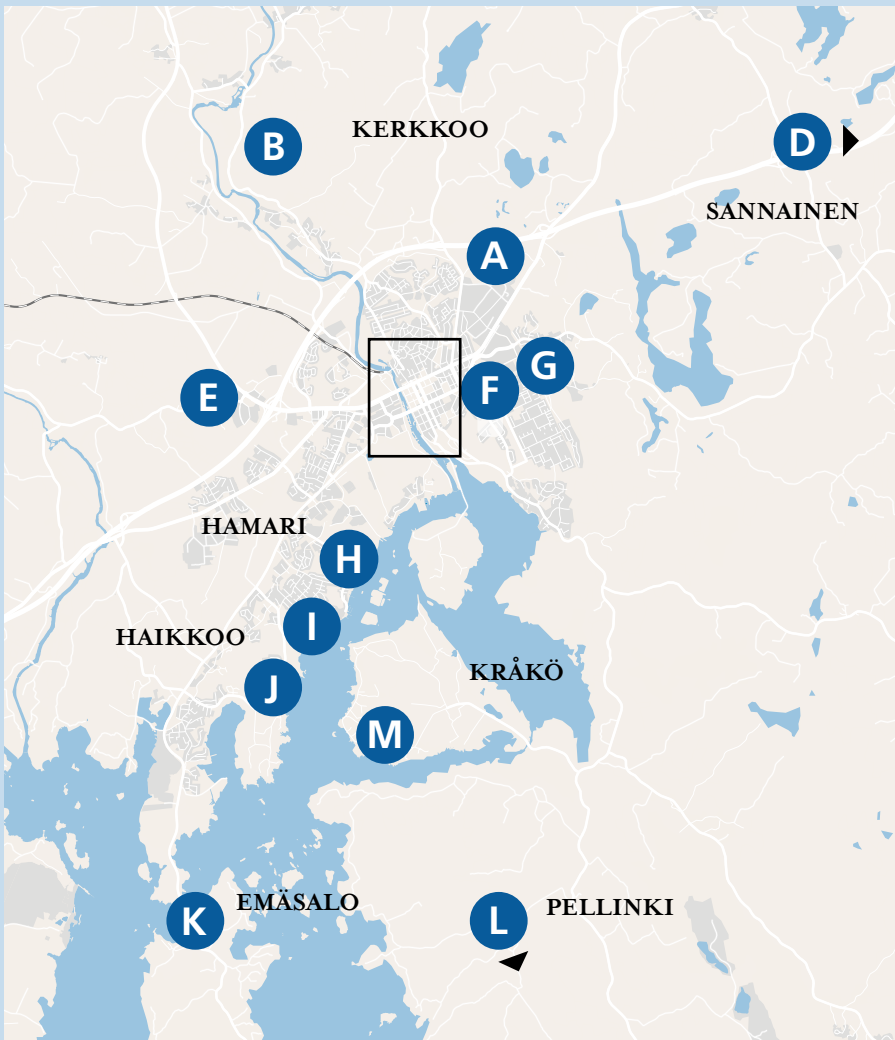 KERKKOO
B
D
SANNAINEN
A
G
E
F
HAMARI
H
I
HAIKKOO
KRÅKÖ
J
M
EMÄSALO
K
L
PELLINKI